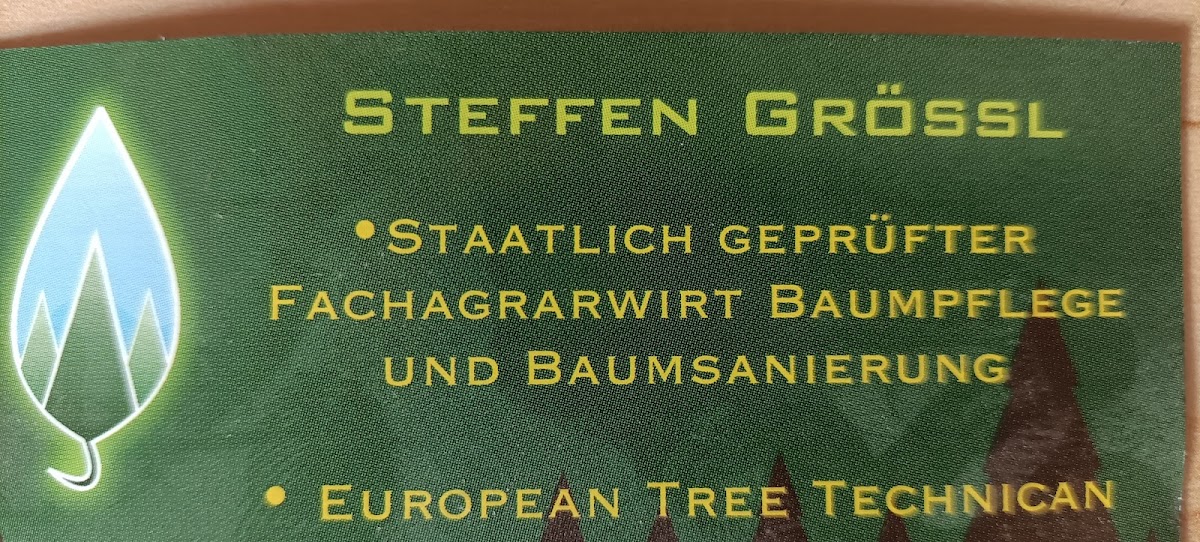 STEFFEN GRÖSSL
• STAATLICH GEPRÜFTER
FACHAGRARWIRT BAUMPFLEGE
UND BAUMSANIERUNG
• EUROPEAN TREE TECHNICAN